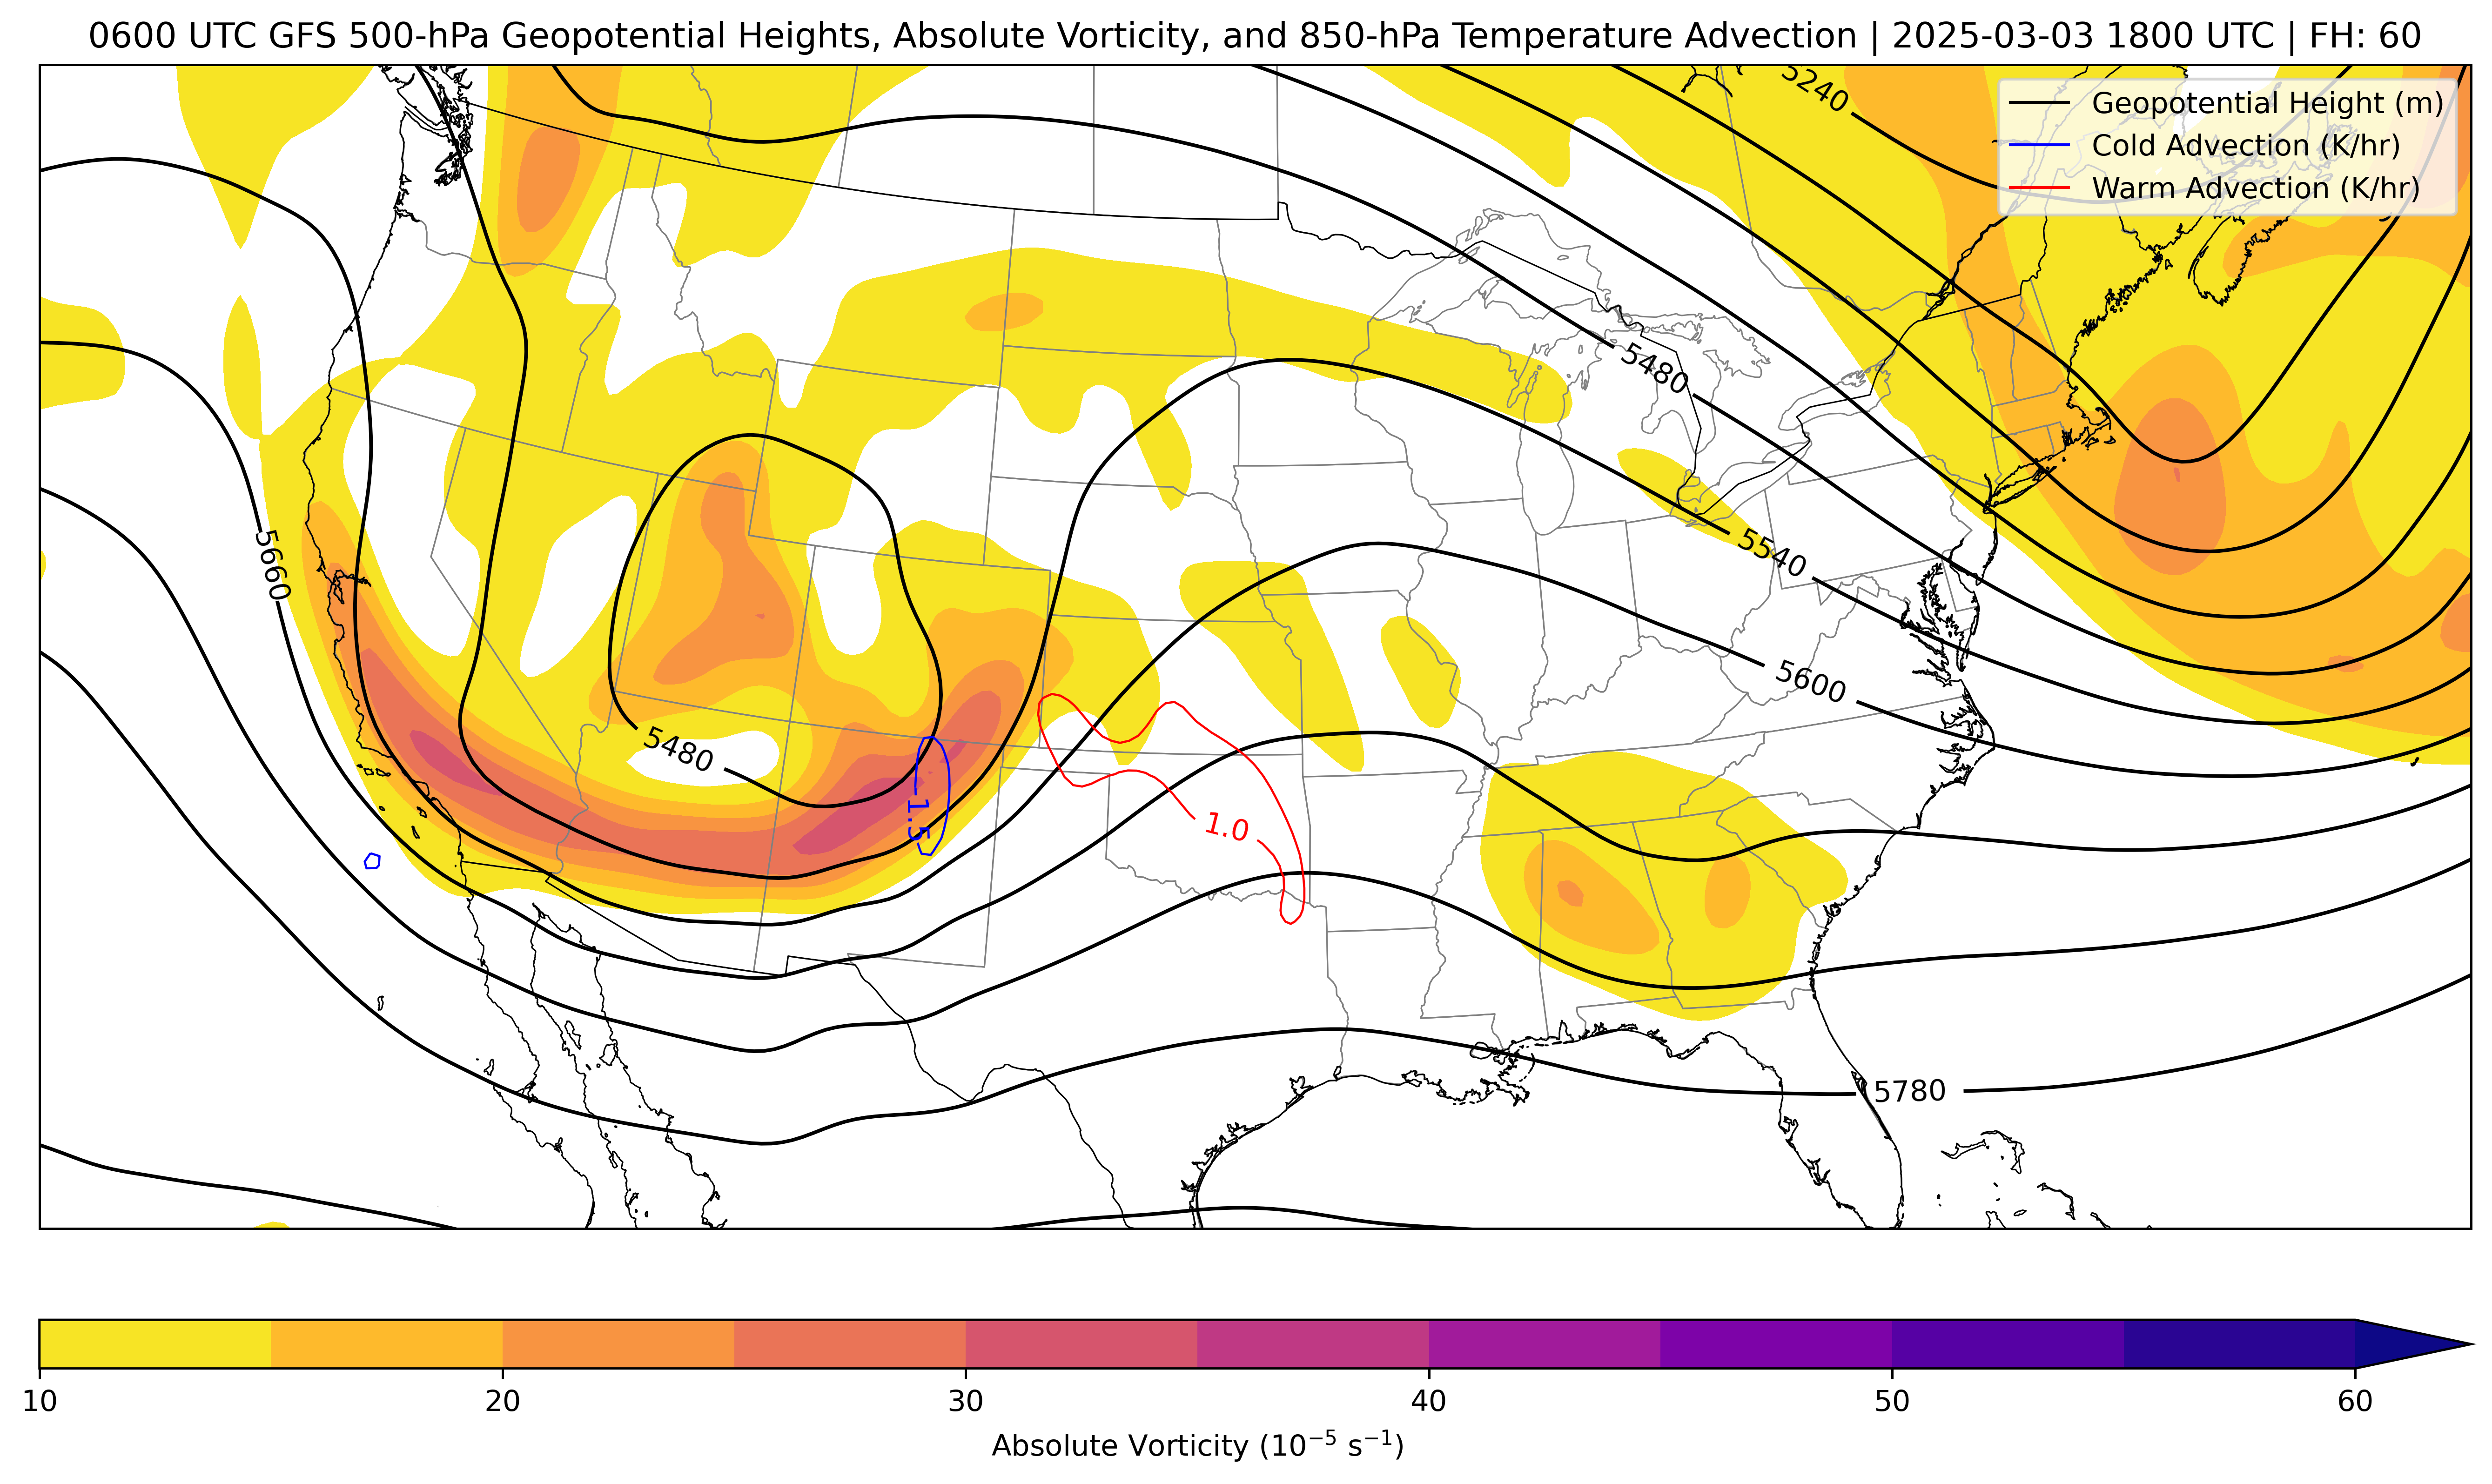 0600 UTC GFS 500-hPa Geopotential Heights, Absolute Vorticity, and 850-hPa Temperature Advection | 2025-03-03 1800 UTC | FH: 60
5240
Geopotential Height (m)
Cold Advection (K/hr)
Warm Advection (K/hr)
5480
5540
5660
5600
5480
1.5
1.0
5780
10 20 30 40 50 60
Absolute Vorticity (10⁻⁵ s⁻¹)